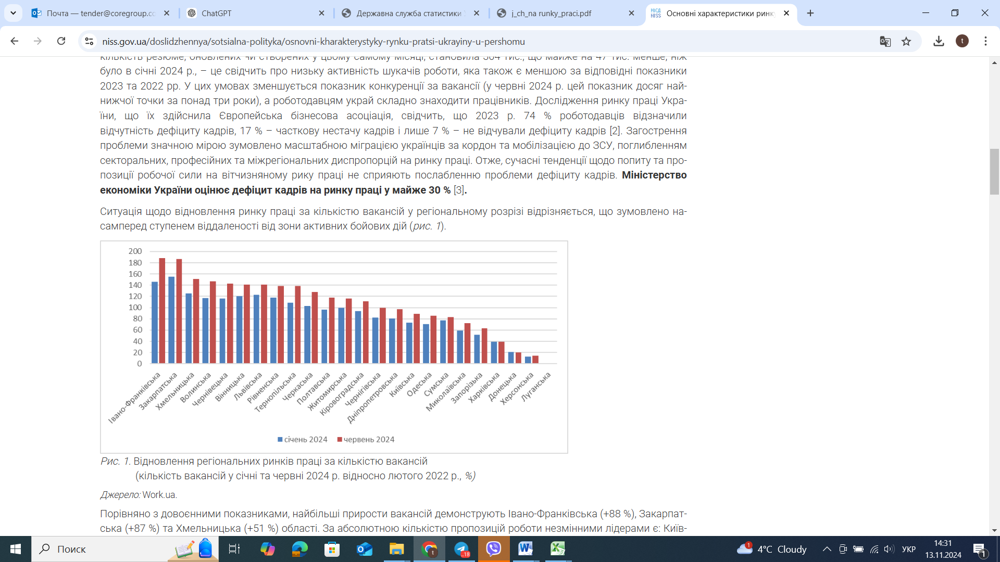 Почта — tender@coregroup.co
ChatGPT
Державна служба статистики
j_ch_na runky_praci.pdf
НІСД NISS
Основні характеристики ринк
niss.gov.ua/doslidzhennya/sotsialna-polityka/osnovni-kharakterystyky-rynku-pratsi-ukrayiny-u-pershomu
t
кількість резюме, оновлених чи створених у цьому самому місяці, становила 364 тис., що майже на 47 тис. менше, ніж
було в січні 2024 р., – це свідчить про низьку активність шукачів роботи, яка також є меншою за відповідні показники
2023 та 2022 рр. У цих умовах зменшується показник конкуренції за вакансії (у червні 2024 р. цей показник досяг най-
нижчої точки за понад три роки), а роботодавцям украй складно знаходити працівників. Дослідження ринку праці Укра-
їни, що їх здійснила Європейська бізнесова асоціація, свідчить, що 2023 р. 74 % роботодавців відзначили
відчутність дефіциту кадрів, 17 % – часткову нестачу кадрів і лише 7 % – не відчували дефіциту кадрів [2]. Загострення
проблеми значною мірою зумовлено масштабною міграцією українців за кордон та мобілізацією до ЗСУ, поглибленням
секторальних, професійних та міжрегіональних диспропорцій на ринку праці. Отже, сучасні тенденції щодо попиту та про-
позиції робочої сили на вітчизняному рику праці не сприяють послабленню проблеми дефіциту кадрів. Міністерство
економіки України оцінює дефіцит кадрів на ринку праці у майже 30 % [3].
Ситуація щодо відновлення ринку праці за кількістю вакансій у регіональному розрізі відрізняється, що зумовлено на-
самперед ступенем віддаленості від зони активних бойових дій (рис. 1).
200
180
160
140
120
100
80
60
40
20
0
Івано-Франківська
Закарпатська
Хмельницька
Волинська
Чернівецька
Вінницька
Львівська
Рівненська
Тернопільська
Черкаська
Полтавська
Житомирська
Кіровоградська
Чернігівська
Дніпропетровська
Київська
Одеська
Сумська
Миколаївська
Запорізька
Харківська
Донецька
Херсонська
Луганська
січень 2024
червень 2024
Рис. 1. Відновлення регіональних ринків праці за кількістю вакансій
(кількість вакансій у січні та червні 2024 р. відносно лютого 2022 р., %)
Джерело: Work.ua.
Порівняно з довоєнними показниками, найбільші прирости вакансій демонструють Івано-Франківська (+88 %), Закарпат-
ська (+87 %) та Хмельницька (+51 %) області. За абсолютною кількістю пропозицій роботи незмінними лідерами є: Київ-
Поиск
..18
1
4°C Cloudy
УКР
14:31
13.11.2024
1